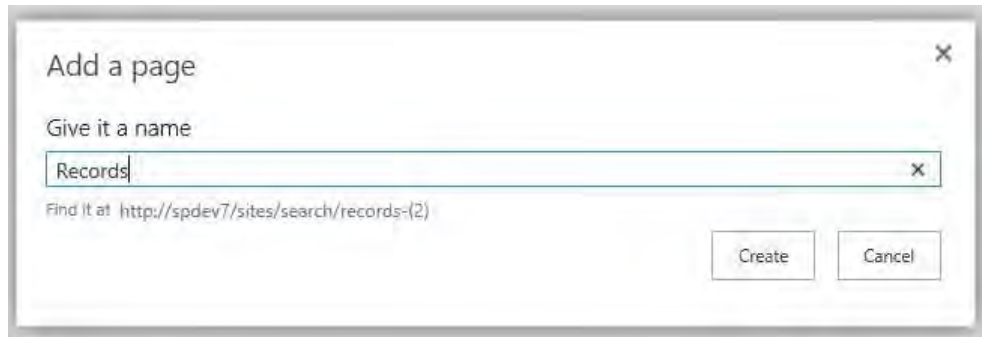 Add a page
Give it a name
Records
Find it at http://spdev7/sites/search/records-(2)
Create Cancel